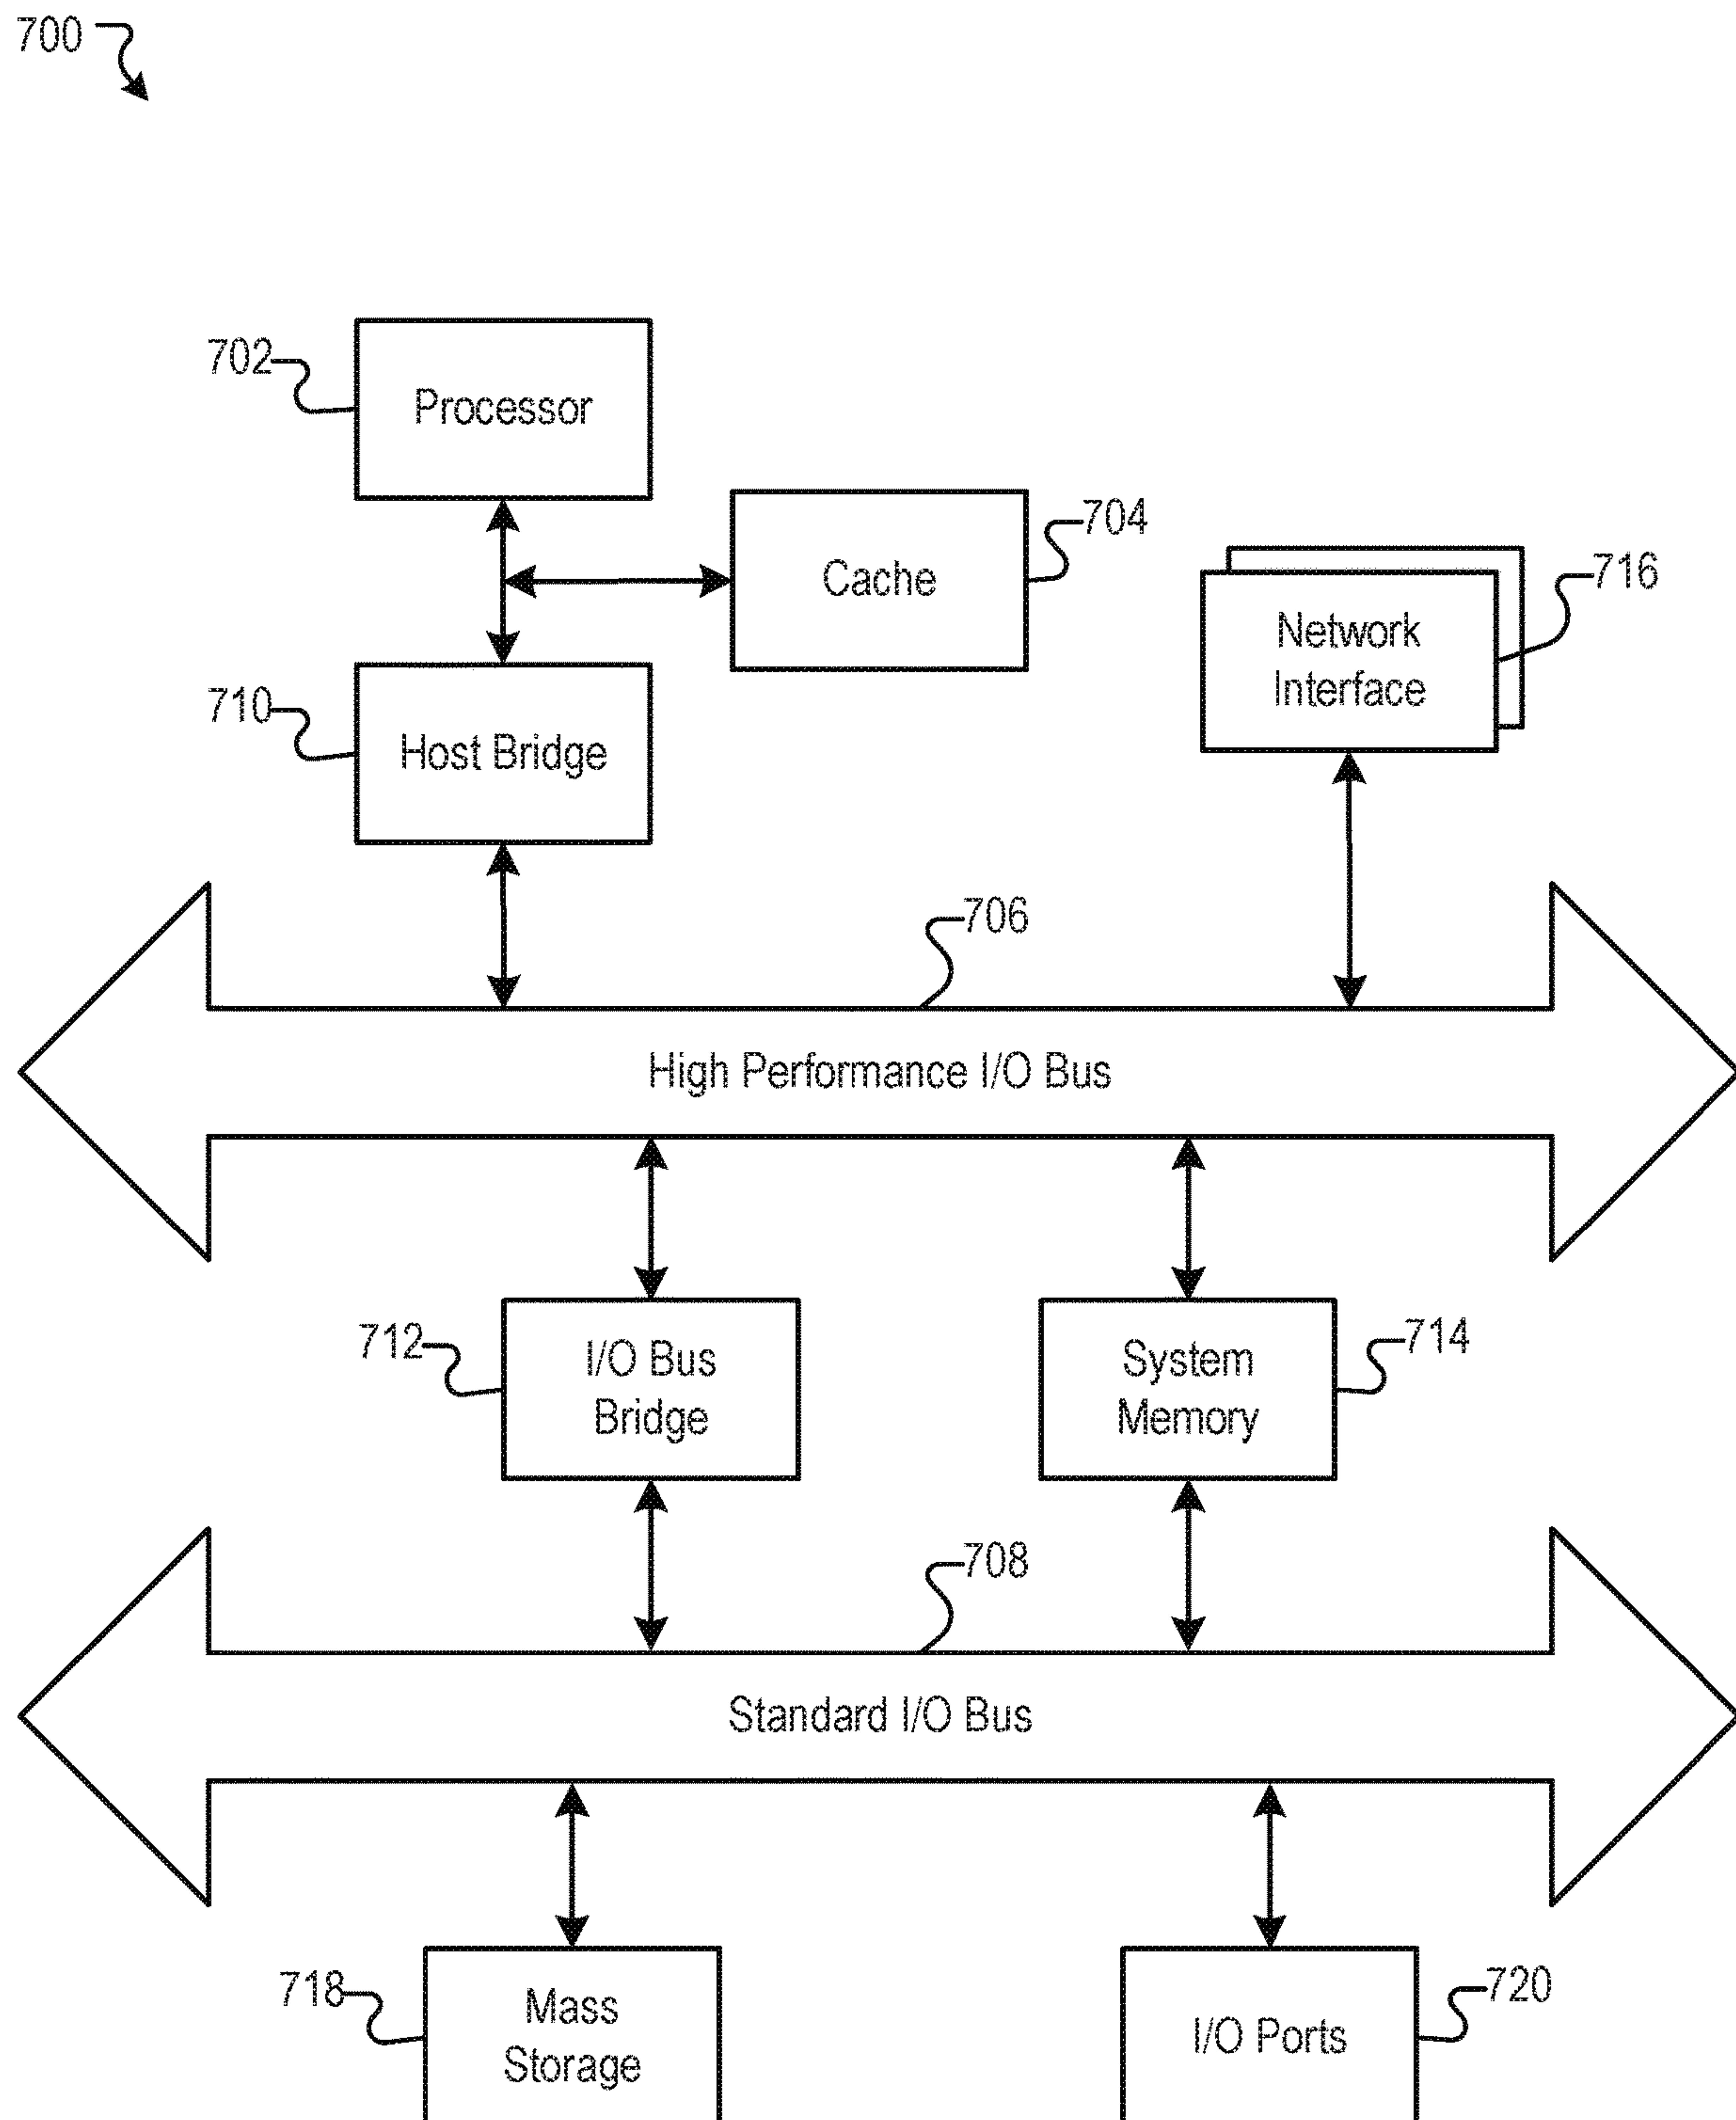 700
702
Processor
704
Cache
716
Network
Interface
710
Host Bridge
706
High Performance I/O Bus
712
I/O Bus
Bridge
714
System
Memory
708
Standard I/O Bus
718
Mass
Storage
720
I/O Ports